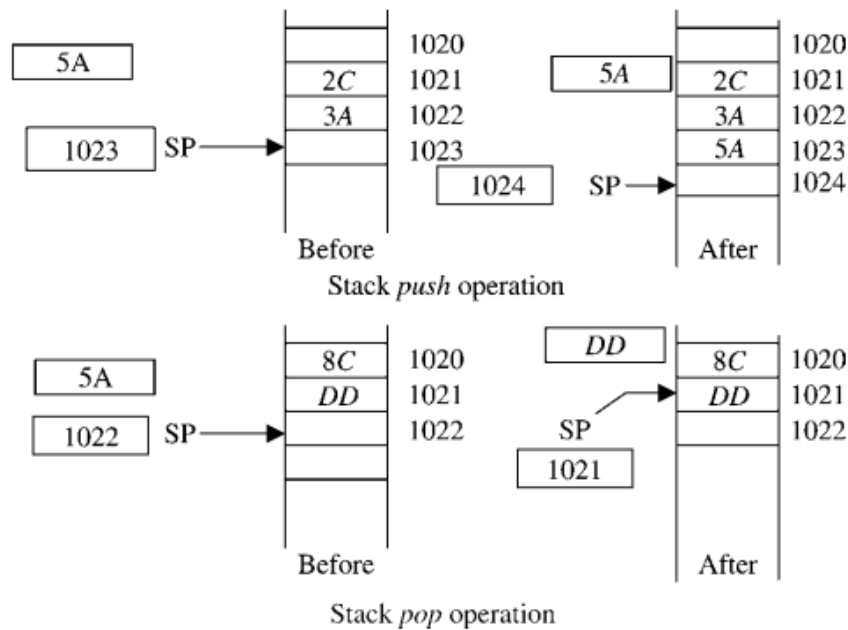 1020 1020
5A 5A
2C 1021 2C 1021
3A 1022 3A 1022
1023 SP 1023 5A 1023
1024 SP 1024
Before After
Stack push operation
DD
8C 1020 8C 1020
5A
DD 1021 DD 1021
1022 SP 1022 SP 1022
1021
Before After
Stack pop operation